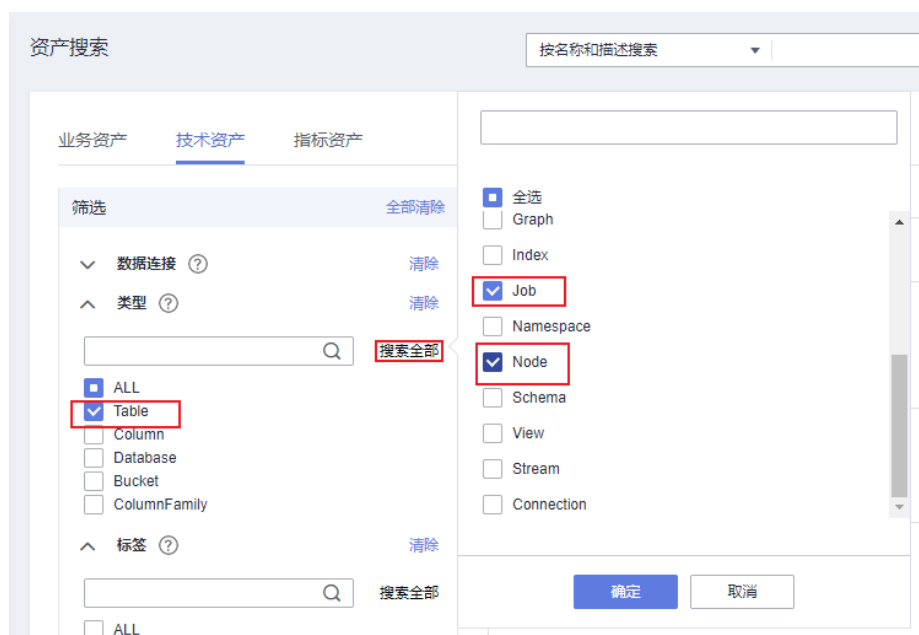 资产搜索
按名称和描述搜索
业务资产 技术资产 指标资产
筛选 全部清除
数据连接 ? 清除
类型 ? 清除
搜索全部
ALL
Table
Column
Database
Bucket
ColumnFamily
标签 ? 清除
搜索全部
ALL
全选
Graph
Index
Job
Namespace
Node
Schema
View
Stream
Connection
确定 取消